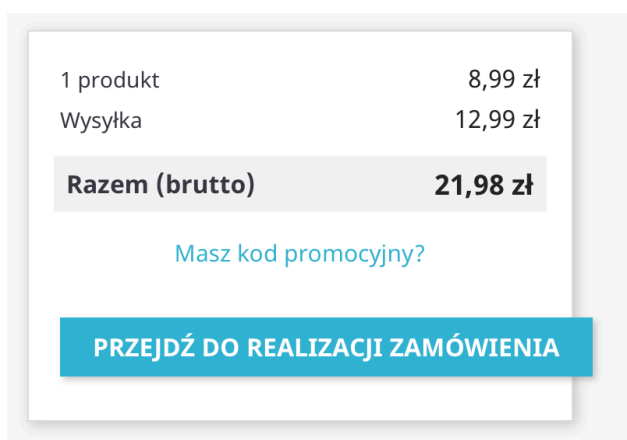 1 produkt 8,99 zł
Wysyłka 12,99 zł
Razem (brutto) 21,98 zł
Masz kod promocyjny?
PRZEJDŹ DO REALIZACJI ZAMÓWIENIA